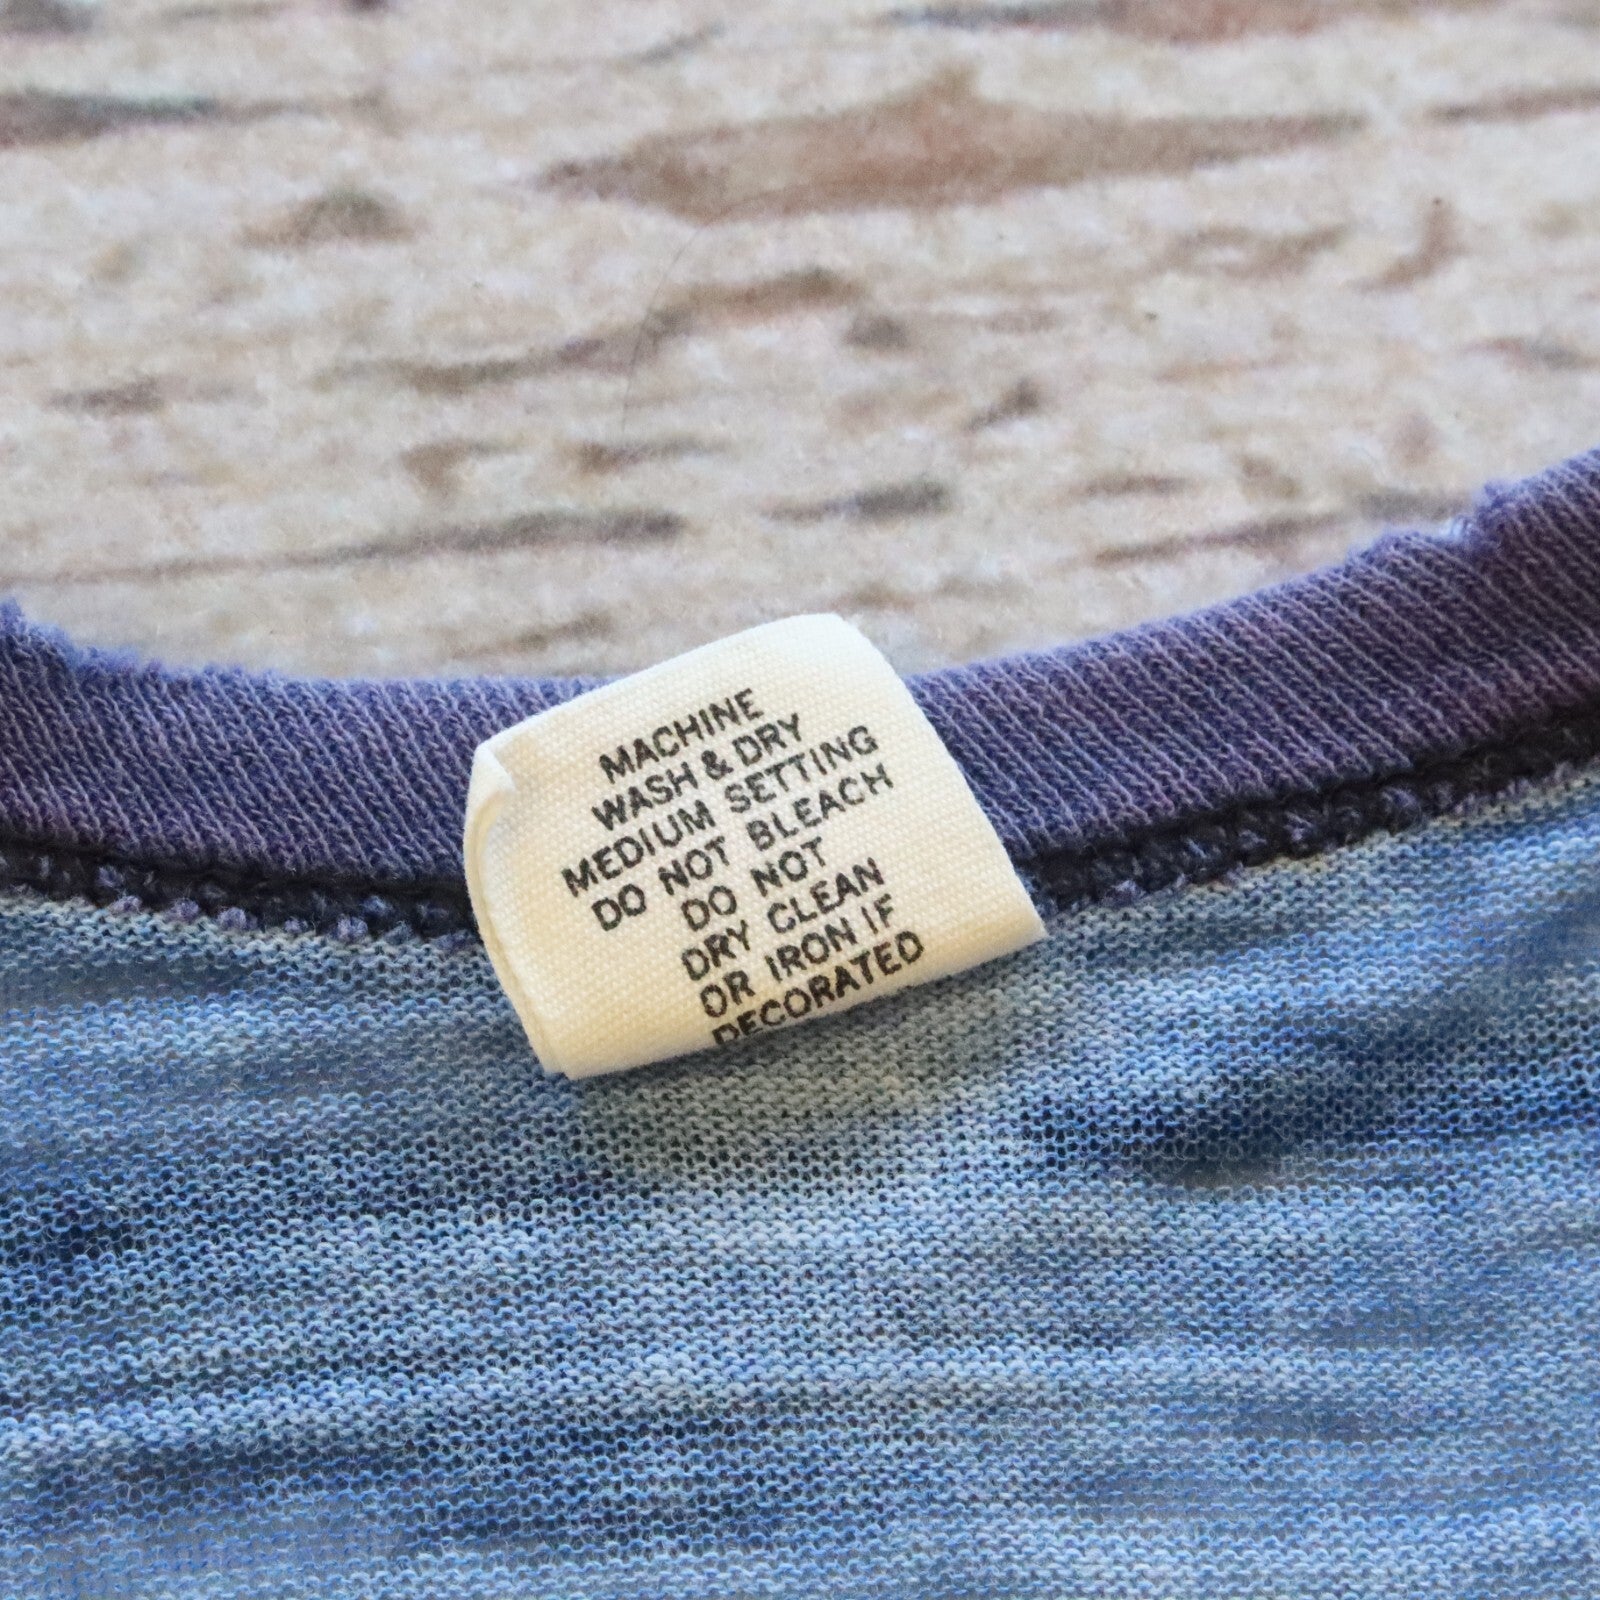 MACHINE
WASH & DRY
MEDIUM SETTING
DO NOT BLEACH
DO NOT
DRY CLEAN
OR IRON IF
DECORATED